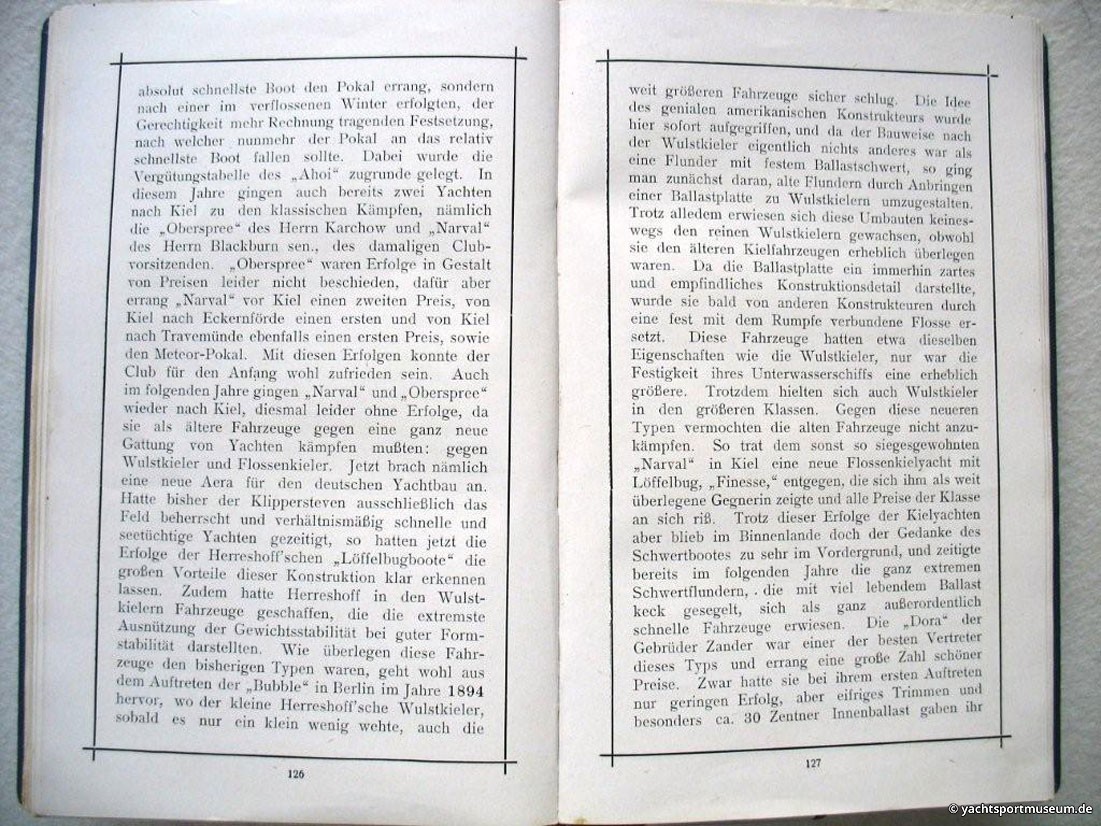 absolut schnellste Boot den Pokal errang, sondern
nach einer im verflossenen Winter erfolgten, der
Gerechtigkeit mehr Rechnung tragenden Festsetzung,
nach welcher nunmehr der Pokal an das relativ
schnellste Boot fallen sollte. Dabei wurde die
Vergütungstabelle des „Ahoi“ zugrunde gelegt. In
diesem Jahre gingen auch bereits zwei Yachten
nach Kiel zu den klassischen Kämpfen, nämlich
die „Oberspree“ des Herrn Karchow und „Narval“
des Herrn Blackburn sen., des damaligen Club-
vorsitzenden. „Oberspree“ waren Erfolge in Gestalt
von Preisen leider nicht beschieden, dafür aber
errang „Narval“ vor Kiel einen zweiten Preis, von
Kiel nach Eckernförde einen ersten und von Kiel
nach Travemünde ebenfalls einen ersten Preis, sowie
den Meteor-Pokal. Mit diesen Erfolgen konnte der
Club für den Anfang wohl zufrieden sein. Auch
im folgenden Jahre gingen „Narval“ und „Oberspree“
wieder nach Kiel, diesmal leider ohne Erfolge, da
sie als ältere Fahrzeuge gegen eine ganz neue
Gattung von Yachten kämpfen mußten: gegen
Wulstkieler und Flossenkieler. Jetzt brach nämlich
eine neue Aera für den deutschen Yachtbau an.
Hatte bisher der Klippersteven ausschließlich das
Feld beherrscht und verhältnismäßig schnelle und
seetüchtige Yachten gezeitigt, so hatten jetzt die
Erfolge der Herreshoff'schen „Löffelbugboote“ die
großen Vorteile dieser Konstruktion klar erkennen
lassen. Zudem hatte Herreshoff in den Wulst-
kielern Fahrzeuge geschaffen, die die extremste
Ausnützung der Gewichtsstabilität bei guter Form-
stabilität darstellten. Wie überlegen diese Fahr-
zeuge den bisherigen Typen waren, geht wohl aus
dem Auftreten der „Bubble“ in Berlin im Jahre 1894
hervor, wo der kleine Herreshoff'sche Wulstkieler,
sobald es nur ein klein wenig wehte, auch die
126
weit größeren Fahrzeuge sicher schlug. Die Idee
des genialen amerikanischen Konstrukteurs wurde
hier sofort aufgegriffen, und da der Bauweise nach
der Wulstkieler eigentlich nichts anderes war als
eine Flunder mit festem Ballastschwert, so ging
man zunächst daran, alte Flundern durch Anbringen
einer Ballastplatte zu Wulstkielern umzugestalten.
Trotz alledem erwiesen sich diese Umbauten keines-
wegs den reinen Wulstkielern gewachsen, obwohl
sie den älteren Kielfahrzeugen erheblich überlegen
waren. Da die Ballastplatte ein immerhin zartes
und empfindliches Konstruktionsdetail darstellte,
wurde sie bald von anderen Konstrukteuren durch
eine fest mit dem Rumpfe verbundene Flosse er-
setzt. Diese Fahrzeuge hatten etwa dieselben
Eigenschaften wie die Wulstkieler, nur war die
Festigkeit ihres Unterwasserschiffs eine erheblich
größere. Trotzdem hielten sich auch Wulstkieler
in den größeren Klassen. Gegen diese neueren
Typen vermochten die alten Fahrzeuge nicht anzu-
kämpfen. So trat dem sonst so siegesgewohnten
„Narval“ in Kiel eine neue Flossenkielyacht mit
Löffelbug, „Finesse,“ entgegen, die sich ihm als weit
überlegene Gegnerin zeigte und alle Preise der Klasse
an sich riß. Trotz dieser Erfolge der Kielyachten
aber blieb im Binnenlande doch der Gedanke des
Schwertbootes zu sehr im Vordergrund, und zeitigte
bereits im folgenden Jahre die ganz extremen
Schwertflundern, . die mit viel lebendem Ballast
keck gesegelt, sich als ganz außerordentlich
schnelle Fahrzeuge erwiesen. Die „Dora“ der
Gebrüder Zander war einer der besten Vertreter
dieses Typs und errang eine große Zahl schöner
Preise. Zwar hatte sie bei ihrem ersten Auftreten
nur geringen Erfolg, aber eifriges Trimmen und
besonders ca. 30 Zentner Innenballast gaben ihr
127
© yachtsportmuseum.de